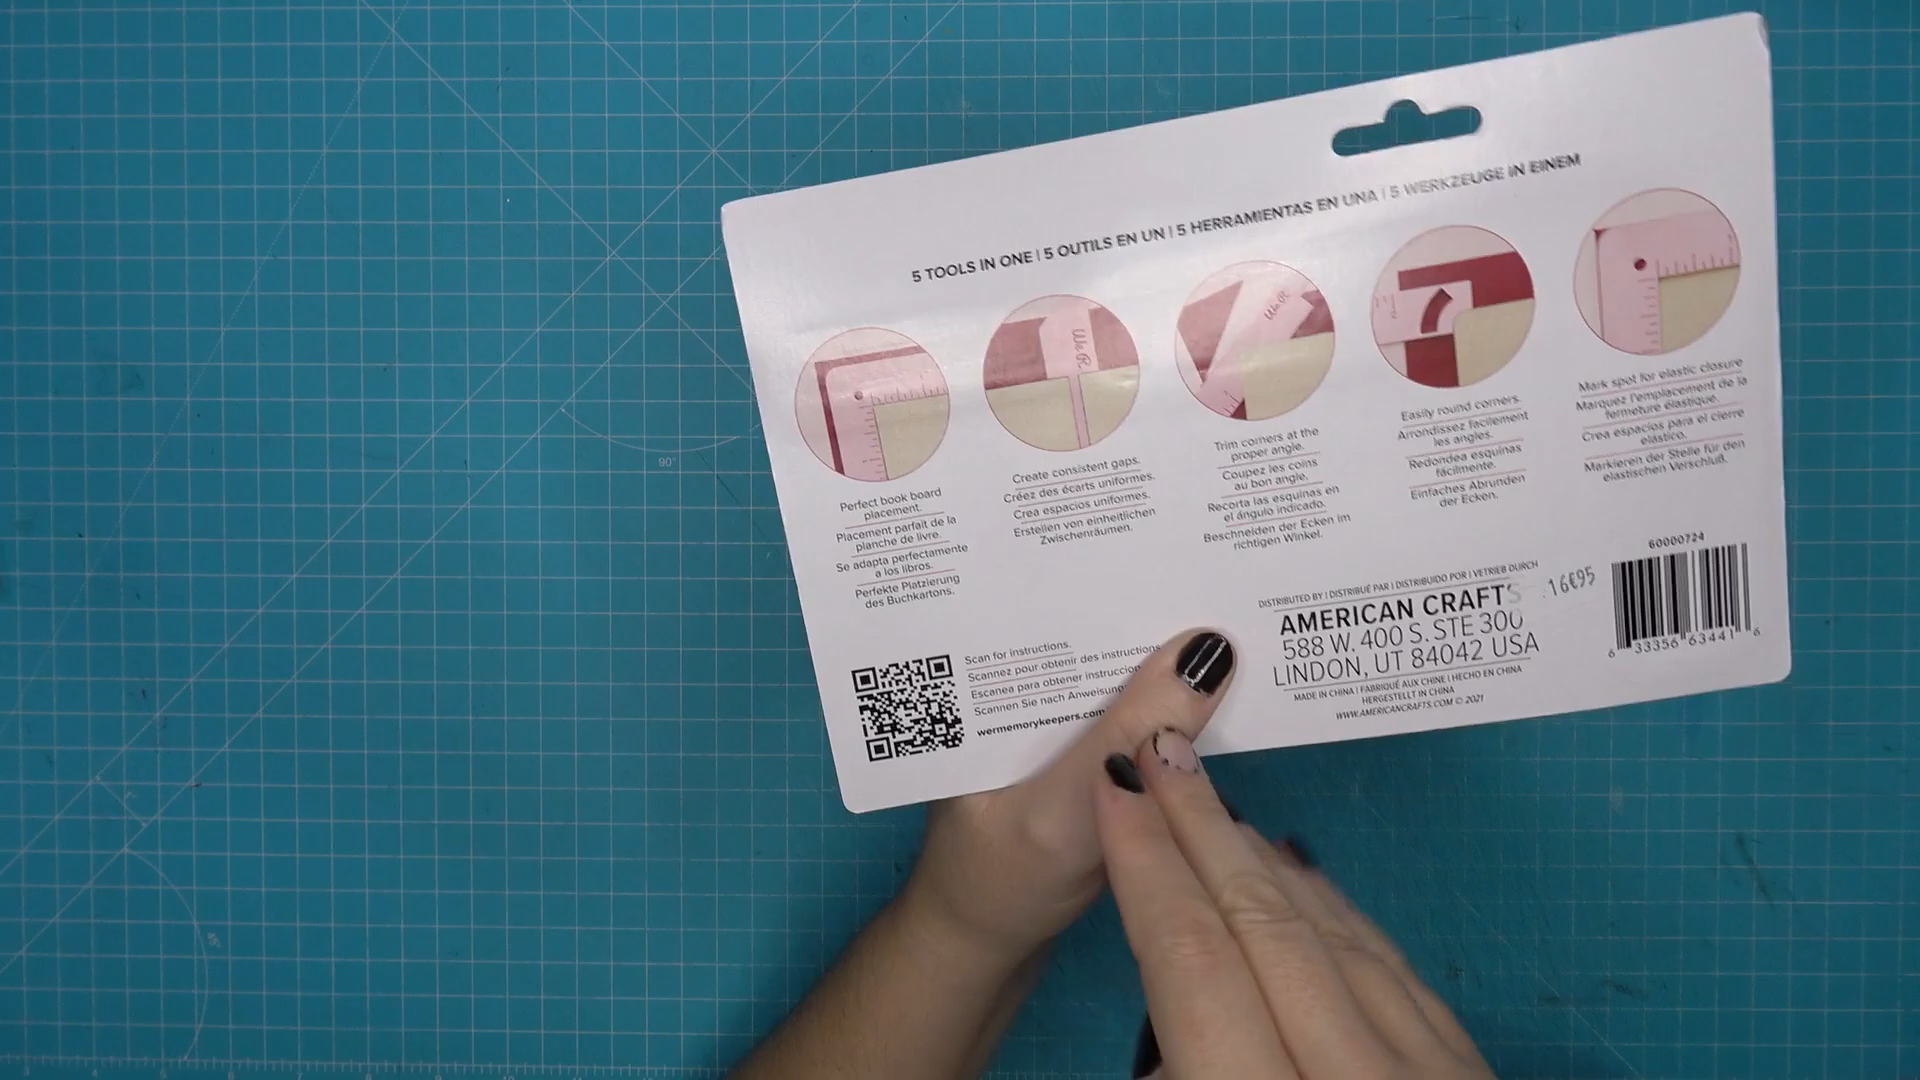 5 TOOLS IN ONE | 5 OUTILS EN UN | 5 HERRAMIENTAS EN UNA | 5 WERKZEUGE IN EINEM
We R
We R
Perfect book board
placement.
Placement parfait de la
planche de livre.
Se adapta perfectamente
a los libros.
Perfekte Platzierung
des Buchkartons.
Create consistent gaps.
Créez des écarts uniformes.
Crea espacios uniformes.
Erstellen von einheitlichen
Zwischenräumen.
Trim corners at the
proper angle.
Coupez les coins
au bon angle.
Recorta las esquinas en
el ángulo indicado.
Beschneiden der Ecken im
richtigen Winkel.
Easily round corners.
Arrondissez facilement
les angles.
Redondea esquinas
fácilmente.
Einfaches Abrunden
der Ecken.
Mark spot for elastic closure
Marquez l'emplacement de la
fermeture élastique.
Crea espacios para el cierre
elástico.
Markieren der Stelle für den
elastischen Verschluß.
Scan for instructions.
Scannez pour obtenir des instructions
Escanea para obtener
Scannen Sie nach
wermemorykeepers.com
DISTRIBUTED BY | DISTRIBUÉ PAR | DISTRIBUIDO POR | VETRIEB DURCH
AMERICAN CRAFTS
588 W. 400 S. STE 300
LINDON, UT 84042 USA
MADE IN CHINA | FABRIQUÉ AUX CHINE | HECHO EN CHINA
HERGESTELLT IN CHINA
WWW.AMERICANCRAFTS.COM © 2021
16€95
60000724
6 33356 63441 6
90°